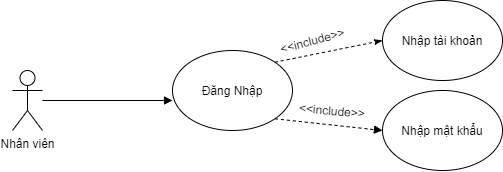 <<include>>
Nhập tài khoản
Đăng Nhập
<<include>>
Nhập mật khẩu
Nhân viên